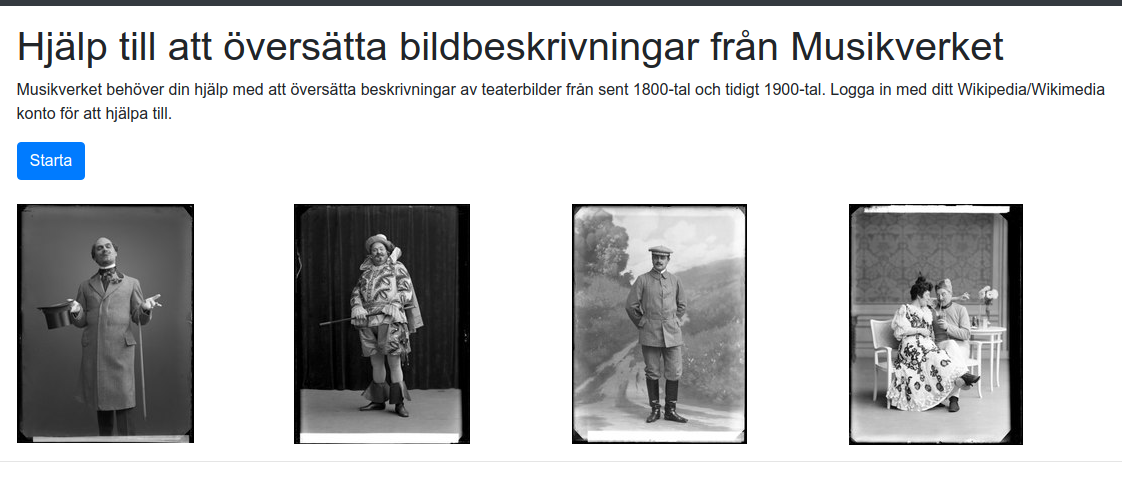 Hjälp till att översätta bildbeskrivningar från Musikverket
Musikverket behöver din hjälp med att översätta beskrivningar av teaterbilder från sent 1800-tal och tidigt 1900-tal. Logga in med ditt Wikipedia/Wikimedia
konto för att hjälpa till.
Starta